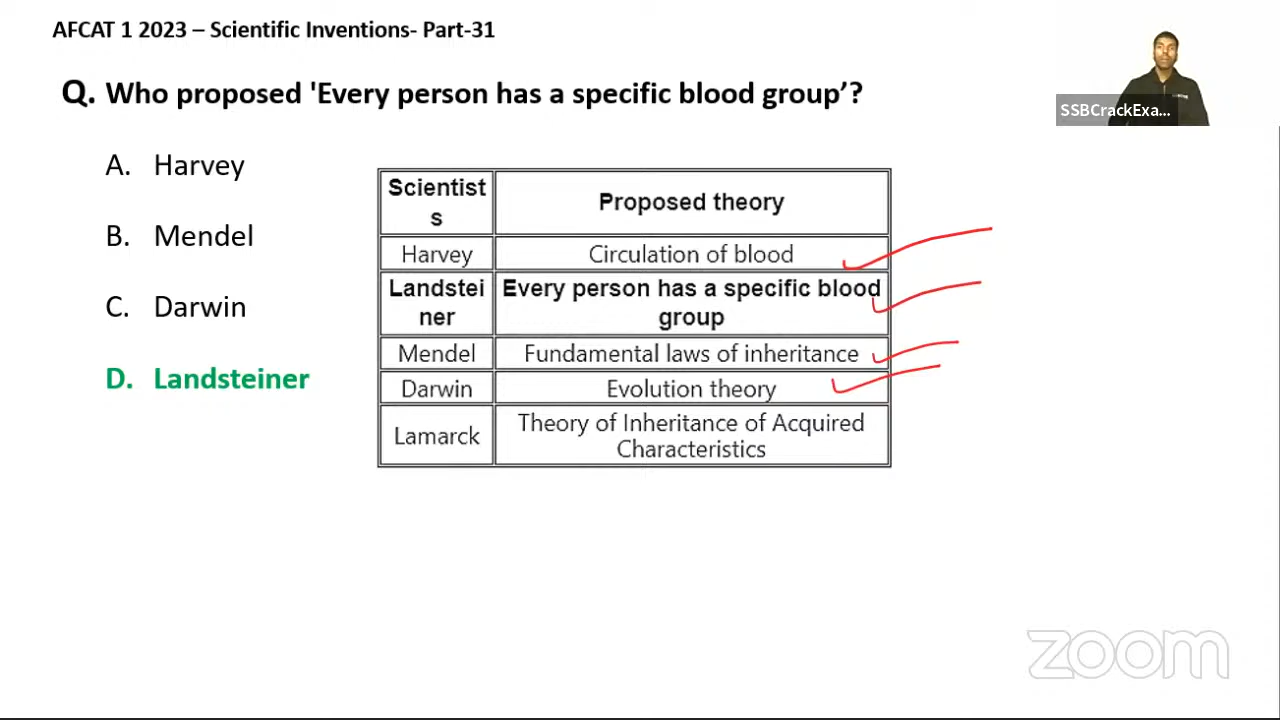 AFCAT 1 2023 – Scientific Inventions- Part-31
Q. Who proposed 'Every person has a specific blood group’?
SSBCrackExa...
A. Harvey
B. Mendel
C. Darwin
D. Landsteiner
Scientist
s
Proposed theory
Harvey
Circulation of blood
Landstei
ner
Every person has a specific blood
group
Mendel
Fundamental laws of inheritance
Darwin
Evolution theory
Lamarck
Theory of Inheritance of Acquired
Characteristics
zoom